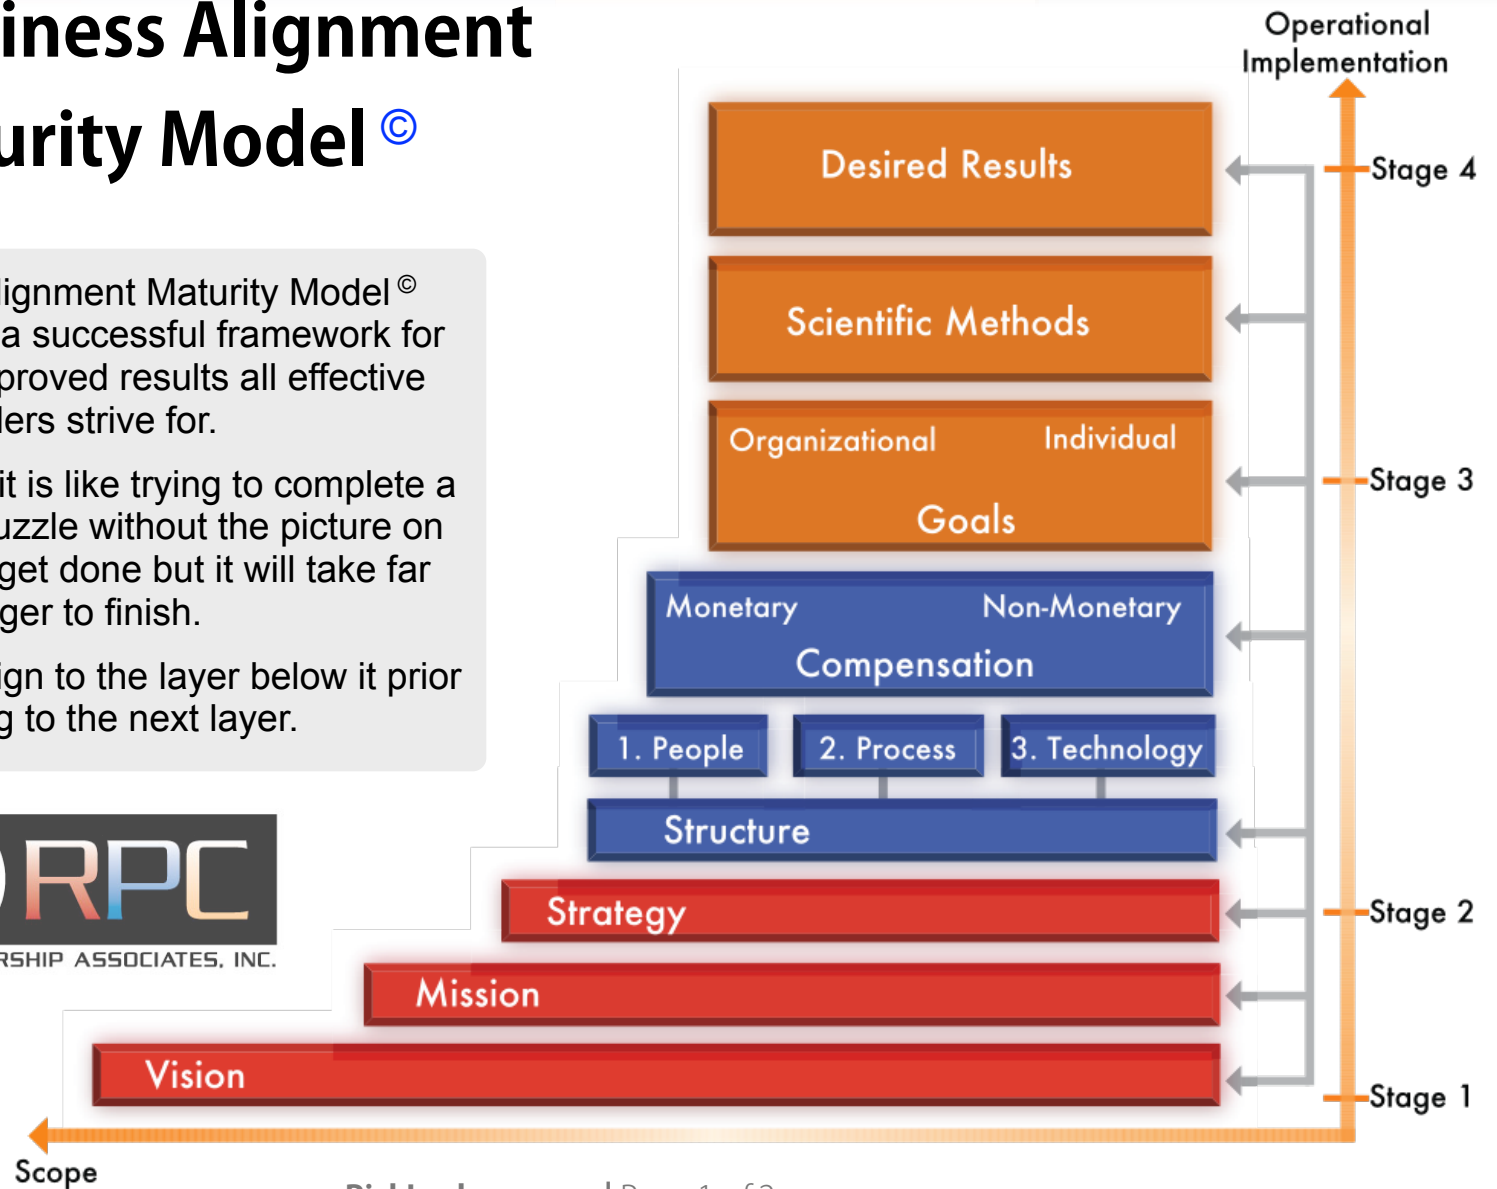 iness Alignment
urity Model ©
lignment Maturity Model ©
a successful framework for
proved results all effective
ders strive for.
it is like trying to complete a
uzzle without the picture on
get done but it will take far
ger to finish.
ign to the layer below it prior
g to the next layer.
RPC
RSHIP ASSOCIATES, INC.
Operational
Implementation
Desired Results
Stage 4
Scientific Methods
Organizational Individual
Goals
Stage 3
Monetary Non-Monetary
Compensation
1. People 2. Process 3. Technology
Structure
Strategy
Stage 2
Mission
Vision
Stage 1
Scope